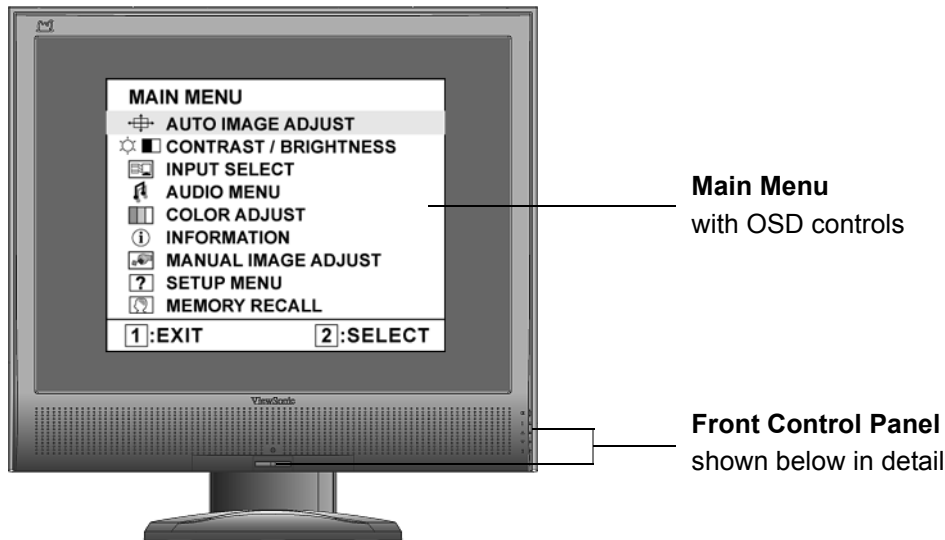 MAIN MENU
AUTO IMAGE ADJUST
CONTRAST / BRIGHTNESS
INPUT SELECT
AUDIO MENU
COLOR ADJUST
INFORMATION
MANUAL IMAGE ADJUST
SETUP MENU
MEMORY RECALL
1:EXIT 2:SELECT
ViewSonic
Main Menu
with OSD controls
Front Control Panel
shown below in detail